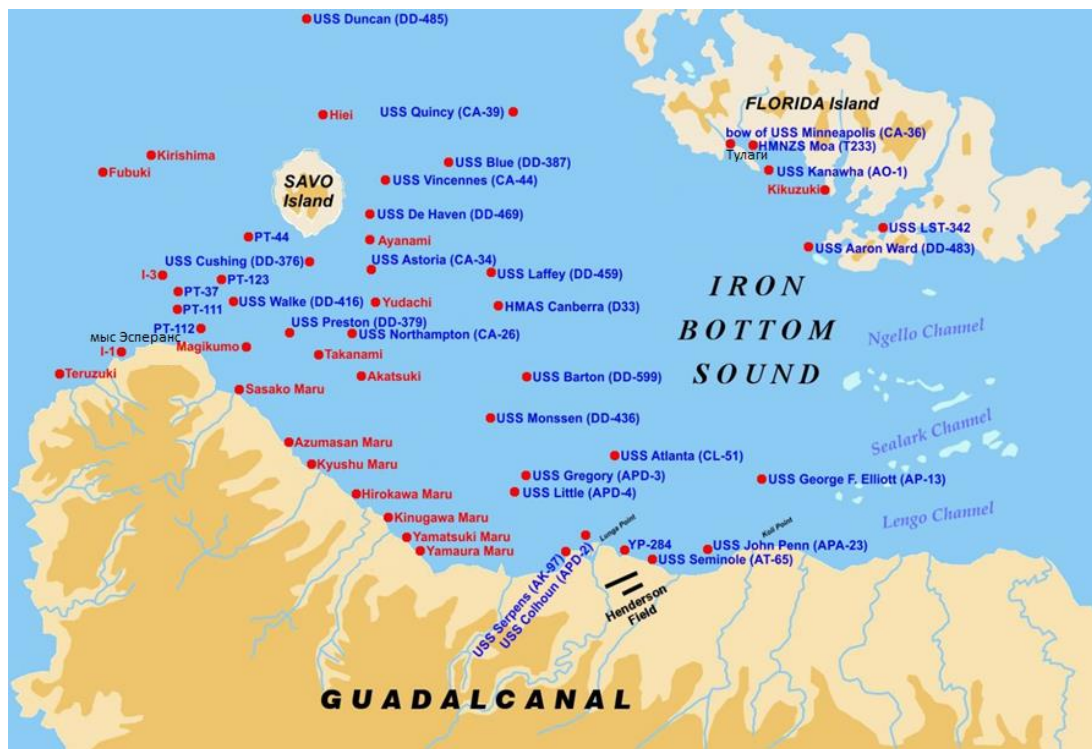 USS Duncan (DD-485)
Hiei
USS Quincy (CA-39)
FLORIDA Island
bow of USS Minneapolis (CA-36)
HMNZS Moa (T233)
Тулаги
Kirishima
Fubuki
USS Blue (DD-387)
USS Vincennes (CA-44)
USS Kanawha (AO-1)
Kikuzuki
SAVO
Island
USS De Haven (DD-469)
USS LST-342
PT-44
Ayanami
USS Aaron Ward (DD-483)
USS Cushing (DD-376)
USS Astoria (CA-34)
USS Laffey (DD-459)
I-3
PT-123
PT-37
USS Walke (DD-416)
Yudachi
HMAS Canberra (D33)
IRON
BOTTOM
SOUND
PT-111
PT-112
USS Preston (DD-379)
USS Northampton (CA-26)
Ngello Channel
мыс Эсперанс
I-1
Magikumo
Takanami
Teruzuki
Sasako Maru
Akatsuki
USS Barton (DD-599)
USS Monssen (DD-436)
Sealark Channel
Azumasan Maru
Kyushu Maru
USS Atlanta (CL-51)
USS Gregory (APD-3)
USS Little (APD-4)
USS George F. Elliott (AP-13)
Hirokawa Maru
Lengo Channel
Kinugawa Maru
Yamatsuki Maru
Yamaura Maru
Lunga Point
Koli Point
YP-284
USS John Penn (APA-23)
USS Seminole (AT-65)
USS Serpens (AK-97)
USS Colhoun (APD-2)
Henderson
Field
GUADALCANAL